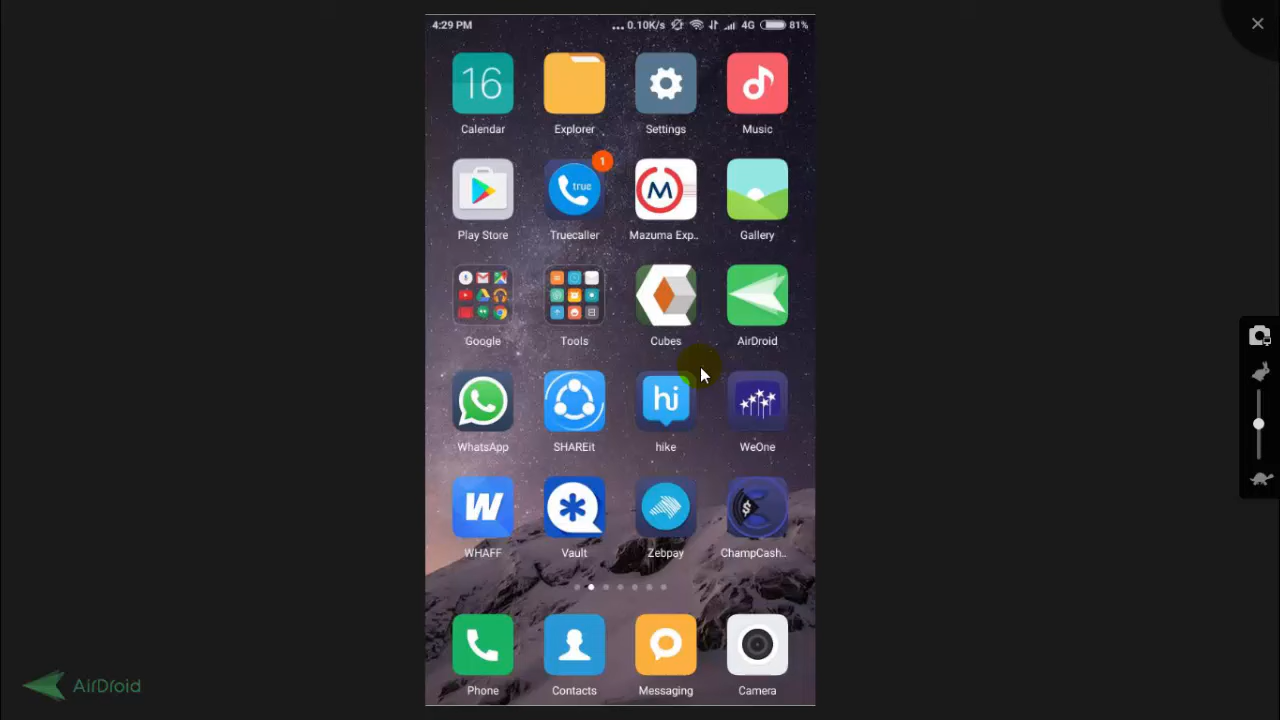 4:29 PM ... 0.10K/s 4G 81%
16
Calendar Explorer Settings Music
1
true
M
Play Store Truecaller Mazuma Exp.. Gallery
Google Tools Cubes AirDroid
hi
WhatsApp SHAREit hike WeOne
W
$
WHAFF Vault Zebpay ChampCash..
Phone Contacts Messaging Camera
AirDroid